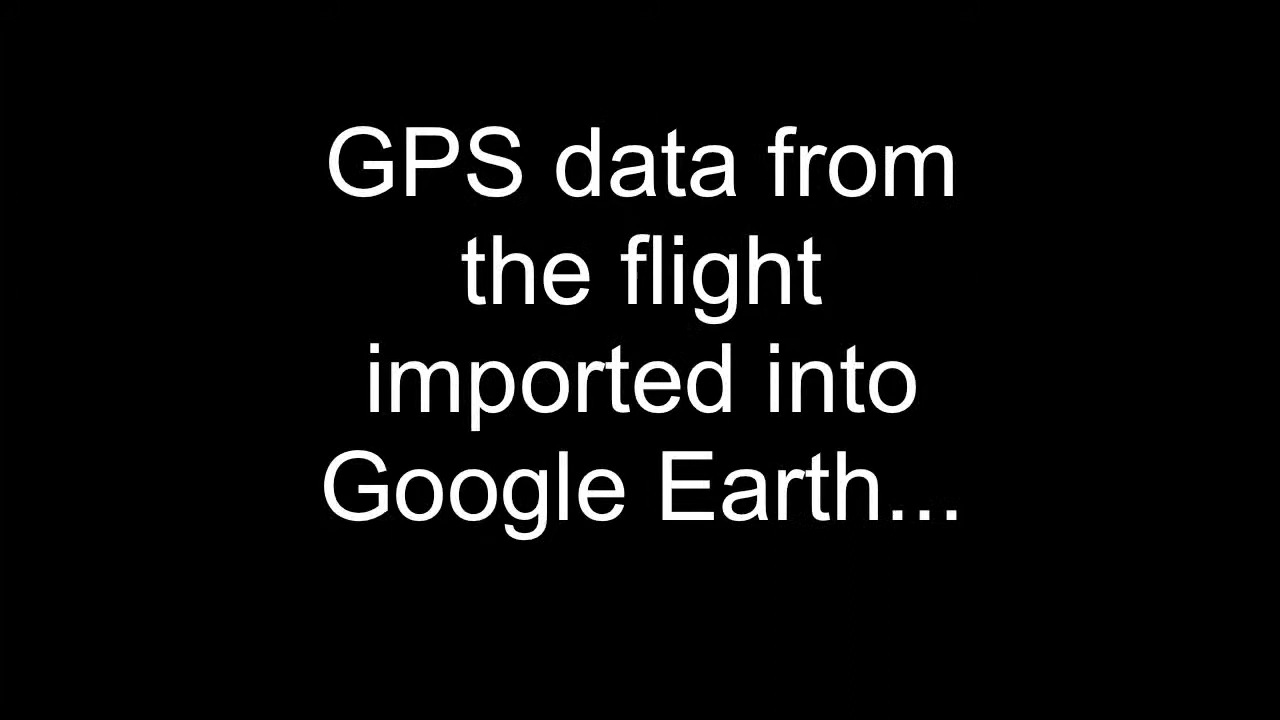 GPS data from
the flight
imported into
Google Earth...